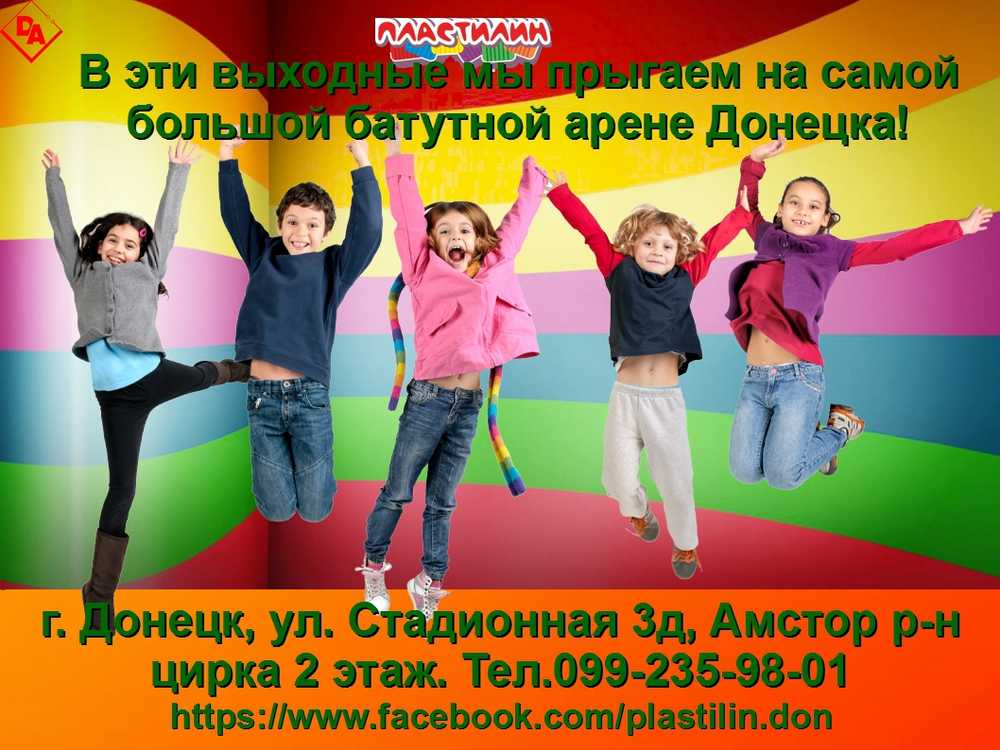 DA
ПЛАСТИЛИН
В эти выходные мы прыгаем на самой
большой батутной арене Донецка!
г. Донецк, ул. Стадионная 3д, Амстор р-н
цирка 2 этаж. Тел.099-235-98-01
https://www.facebook.com/plastilin.don